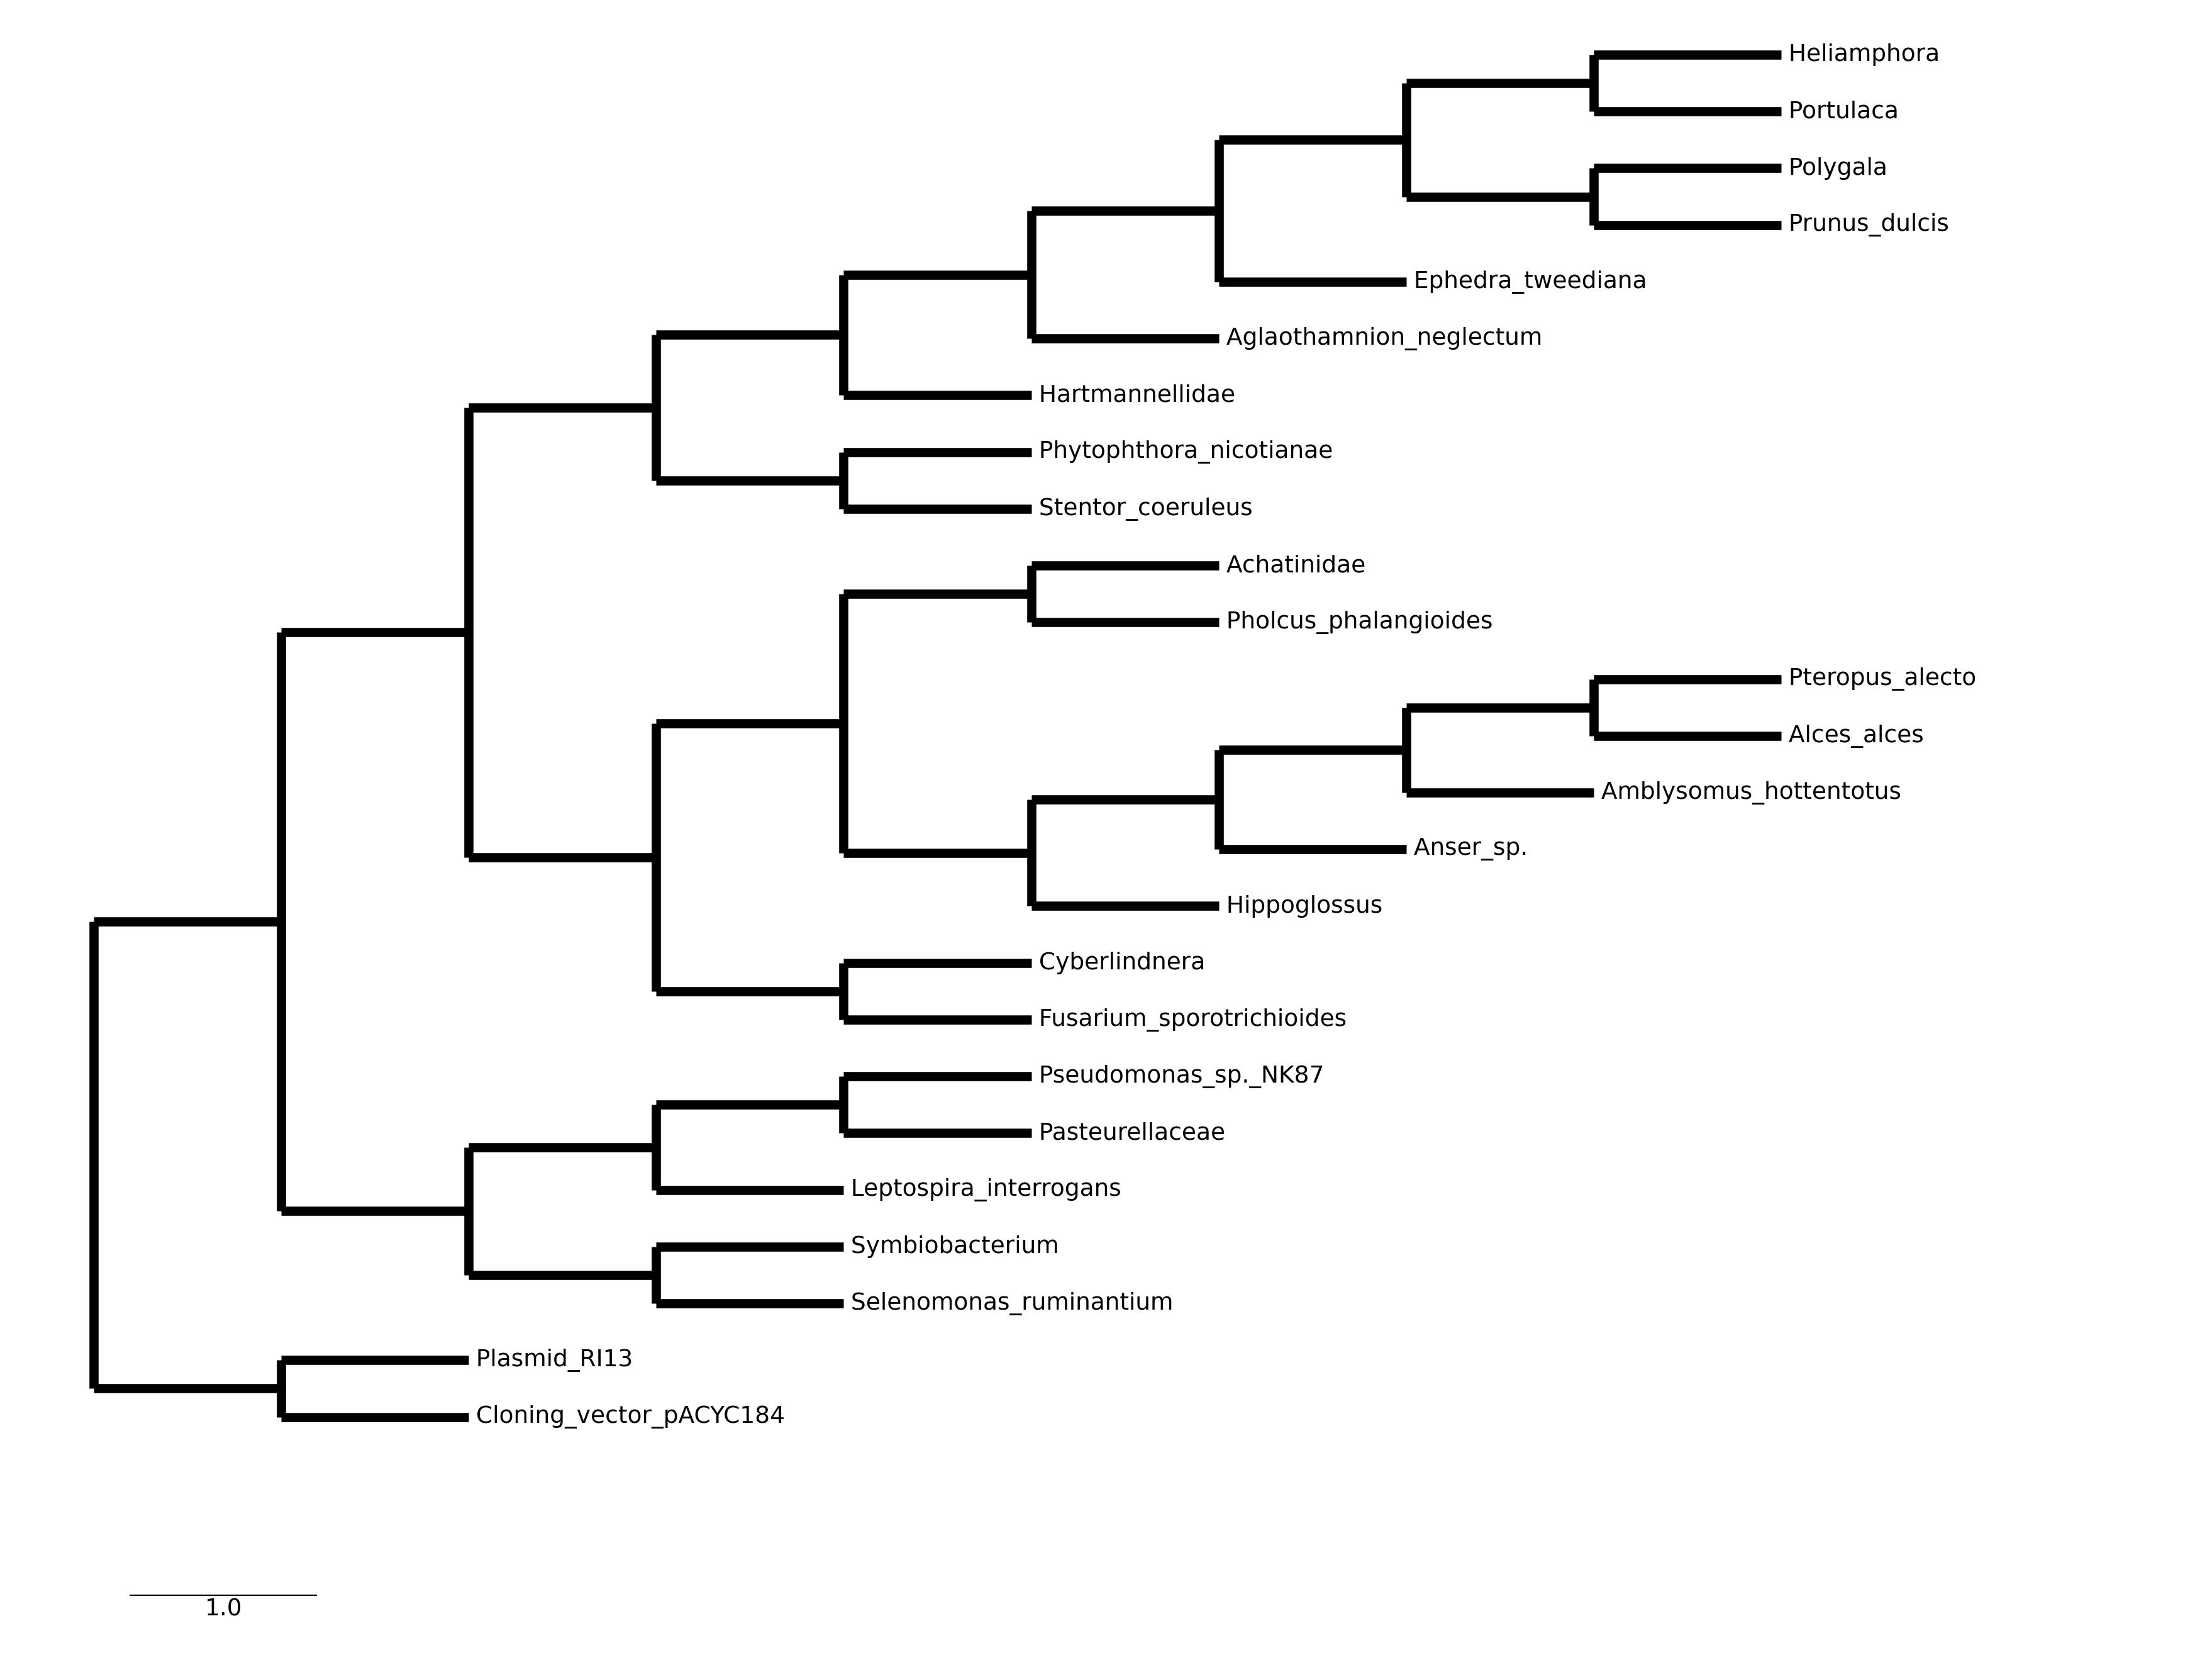 Heliamphora
Portulaca
Polygala
Prunus_dulcis
Ephedra_tweediana
Aglaothamnion_neglectum
Hartmannellidae
Phytophthora_nicotianae
Stentor_coeruleus
Achatinidae
Pholcus_phalangioides
Pteropus_alecto
Alces_alces
Amblysomus_hottentotus
Anser_sp.
Hippoglossus
Cyberlindnera
Fusarium_sporotrichioides
Pseudomonas_sp._NK87
Pasteurellaceae
Leptospira_interrogans
Symbiobacterium
Selenomonas_ruminantium
Plasmid_RI13
Cloning_vector_pACYC184
1.0